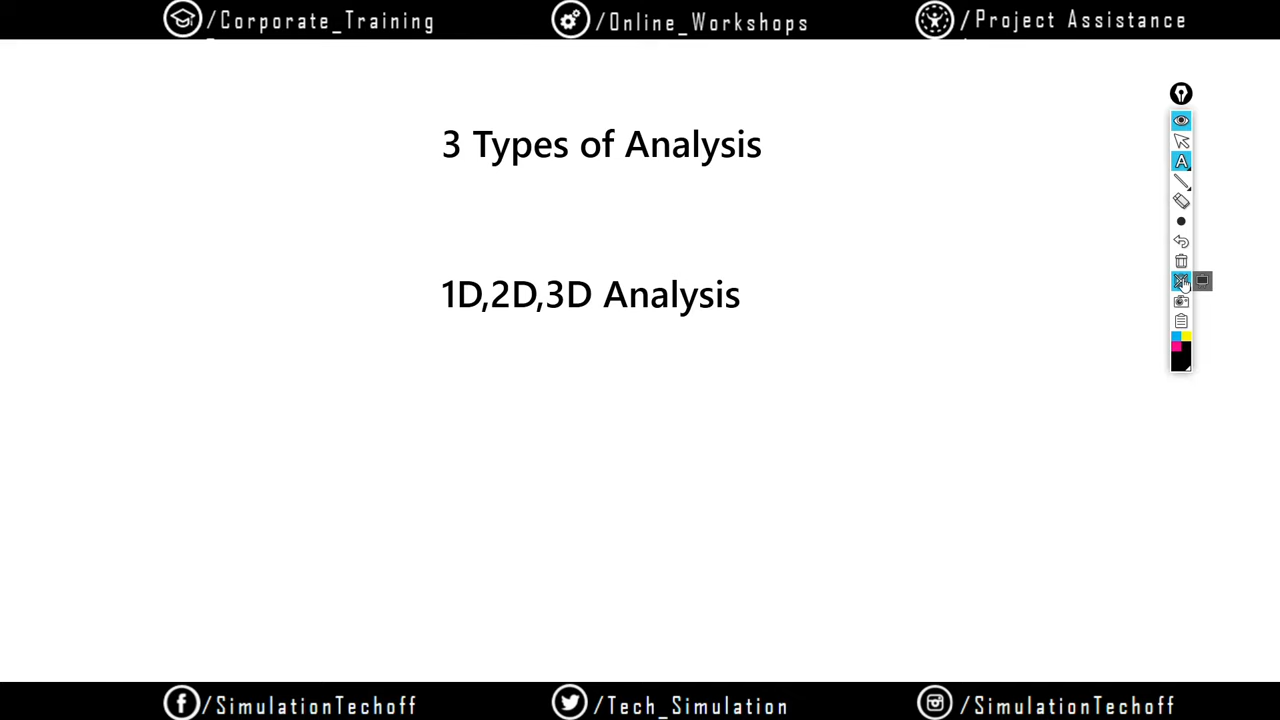 /Corporate_Training
/Online_Workshops
/Project Assistance
3 Types of Analysis
1D,2D,3D Analysis
A
/SimulationTechoff
/Tech_Simulation
/SimulationTechoff